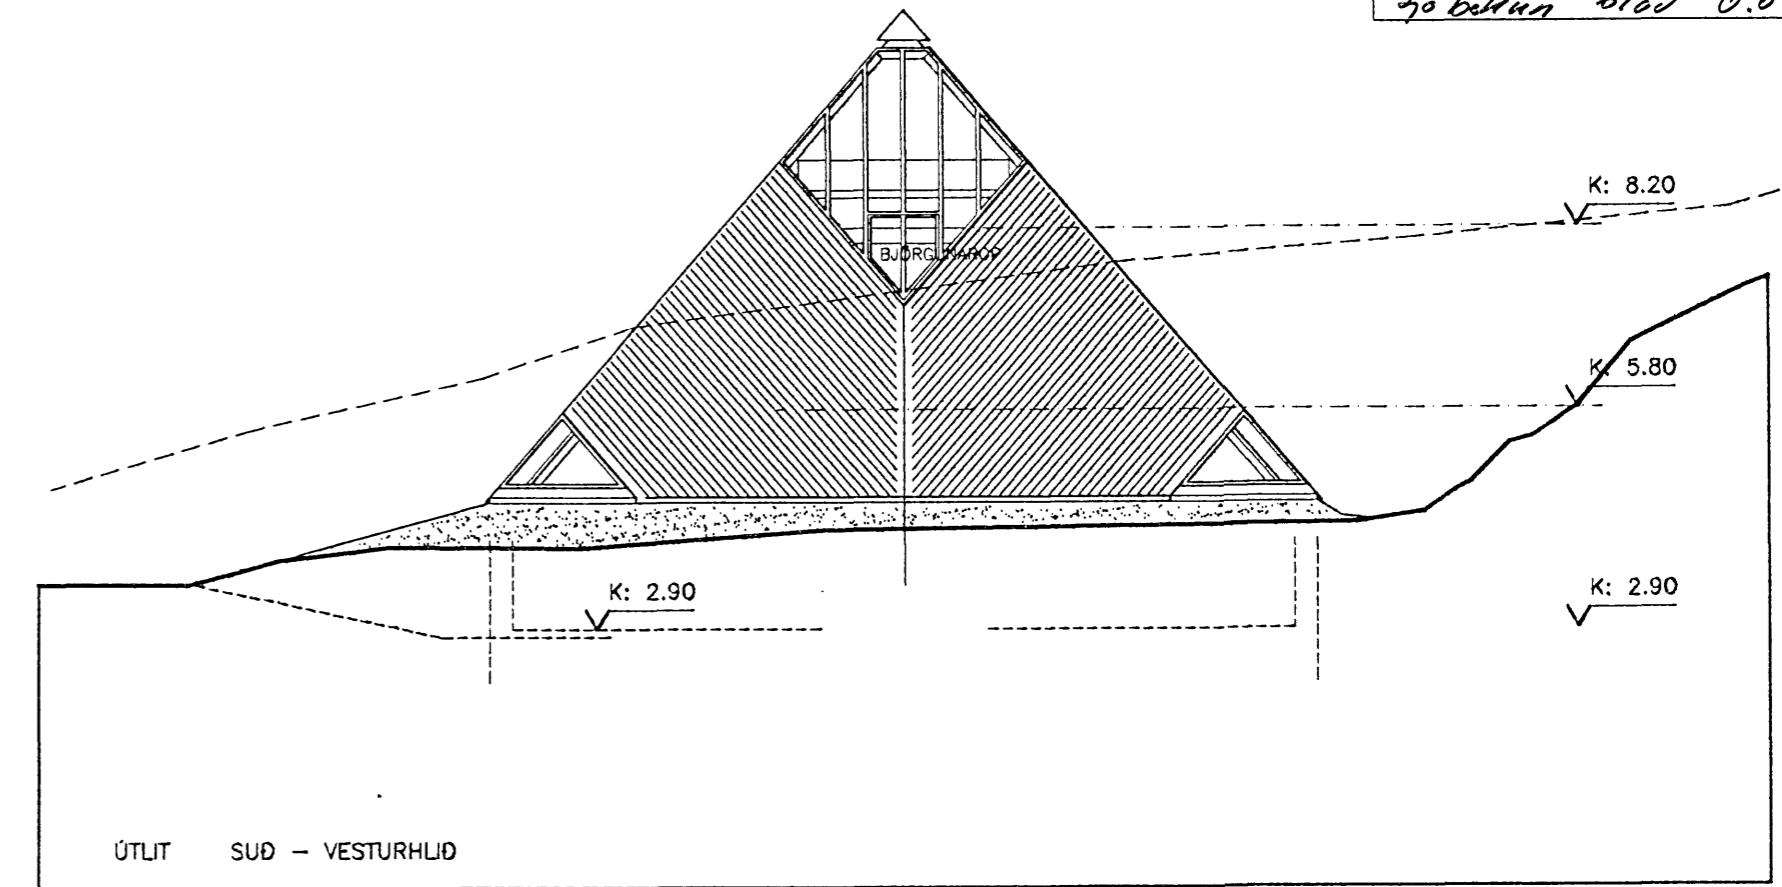 K: 8.20
BJÖRGUNAROP
K: 5.80
K: 2.90
K: 2.90
ÚTLIT SUÐ - VESTURHLIÐ